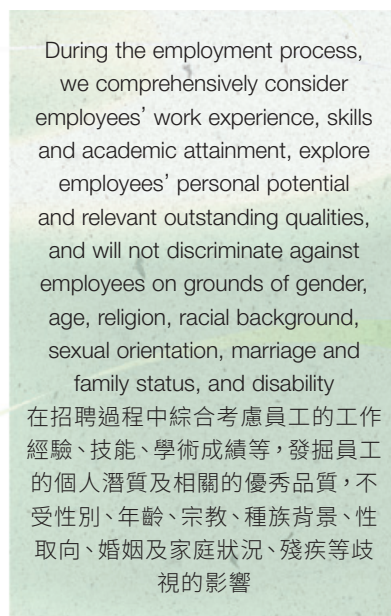 During the employment process,
we comprehensively consider
employees’ work experience, skills
and academic attainment, explore
employees’ personal potential
and relevant outstanding qualities,
and will not discriminate against
employees on grounds of gender,
age, religion, racial background,
sexual orientation, marriage and
family status, and disability
在招聘過程中綜合考慮員工的工作
經驗、技能、學術成績等，發掘員工
的個人潛質及相關的優秀品質，不
受性別、年齡、宗教、種族背景、性
取向、婚姻及家庭狀況、殘疾等歧
視的影響